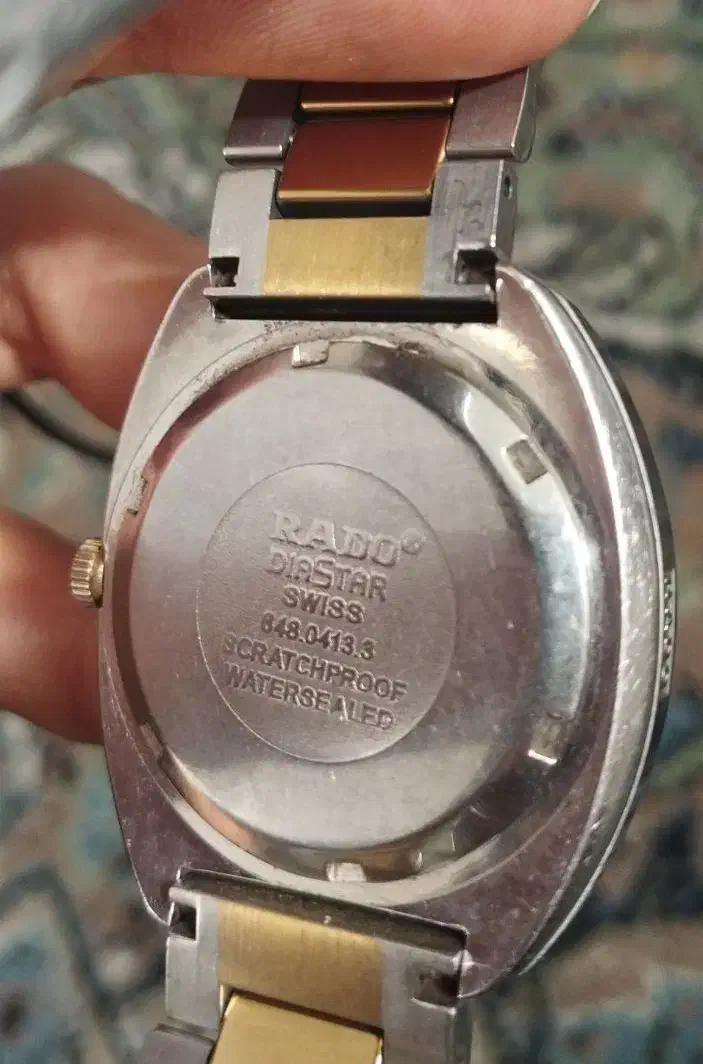 RADO
DIASTAR
SWISS
648.0413.3
SCRATCHPROOF
WATERSEALED